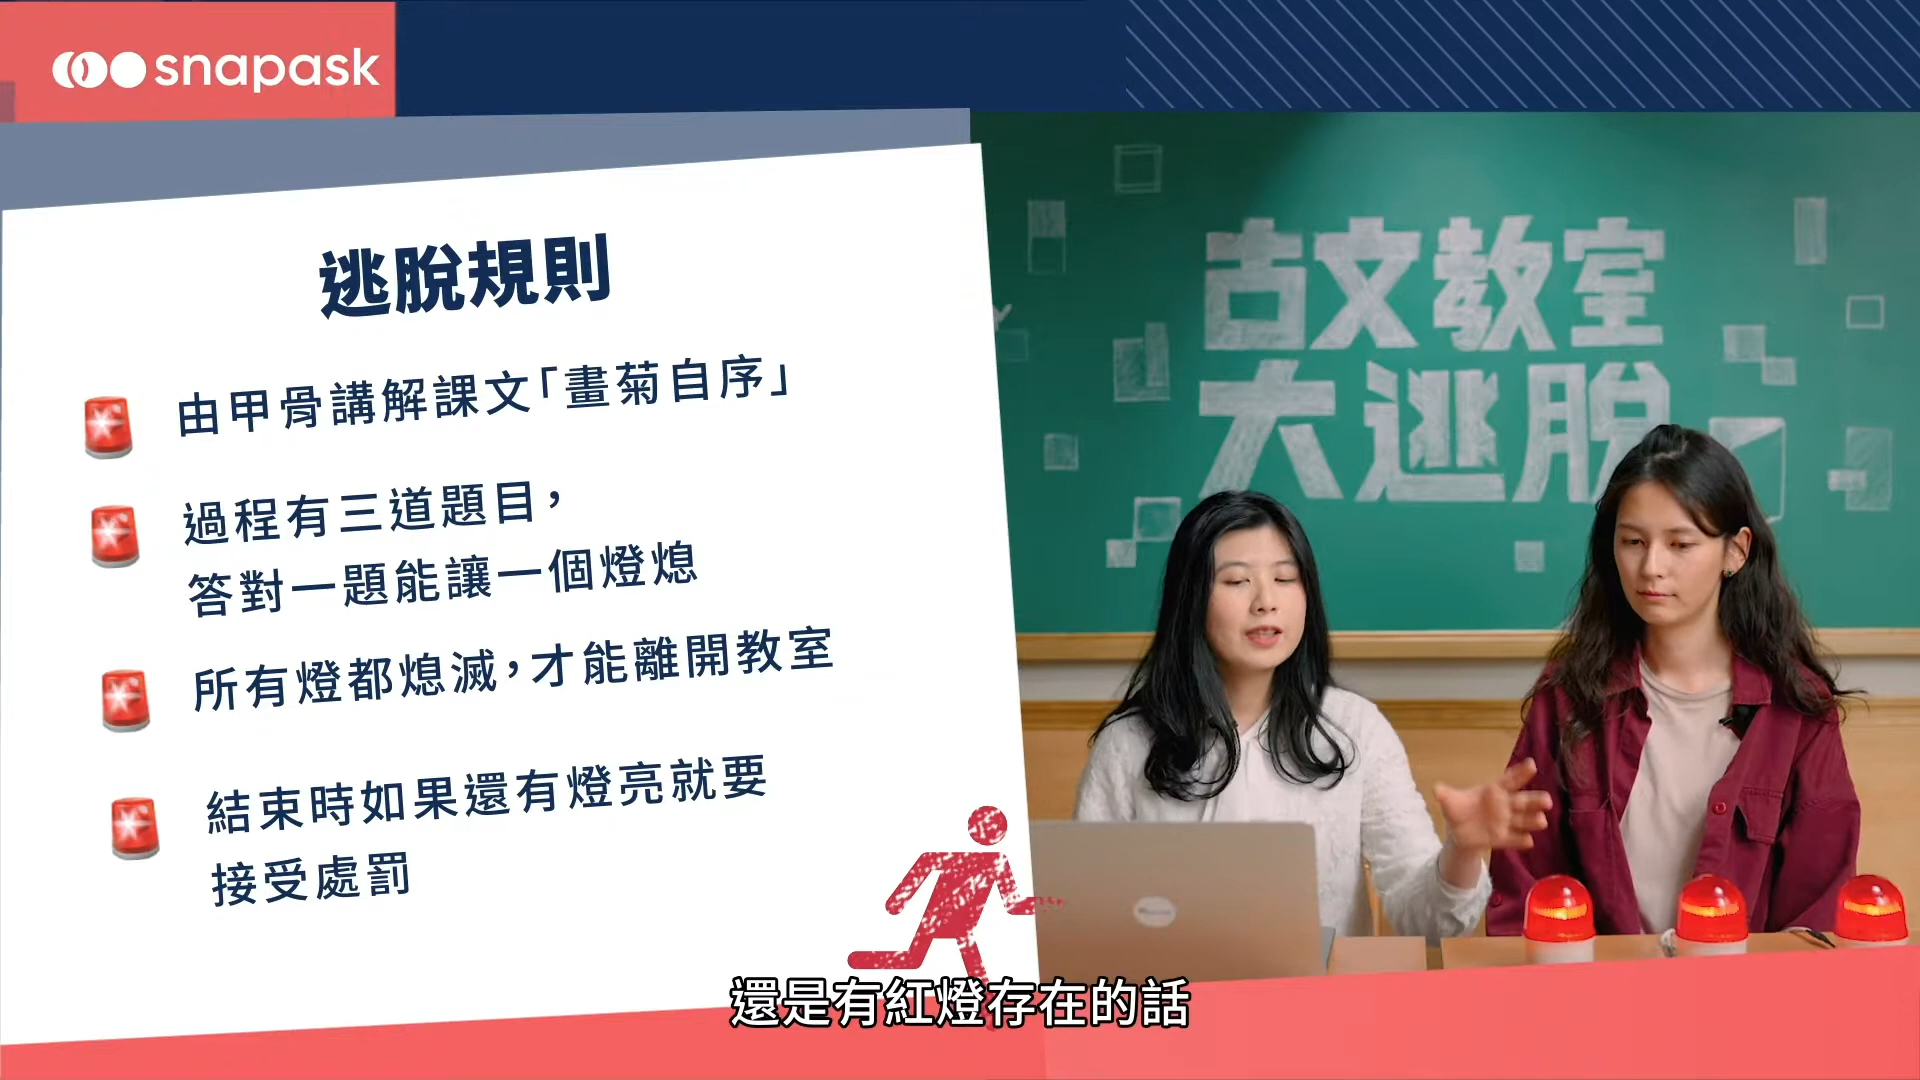 snapask
逃脫規則
由甲骨講解課文「畫菊自序」
過程有三道題目，
答對一題能讓一個燈熄
所有燈都熄滅，才能離開教室
結束時如果還有燈亮就要
接受處罰
古文教室
大逃脫
還是有紅燈存在的話